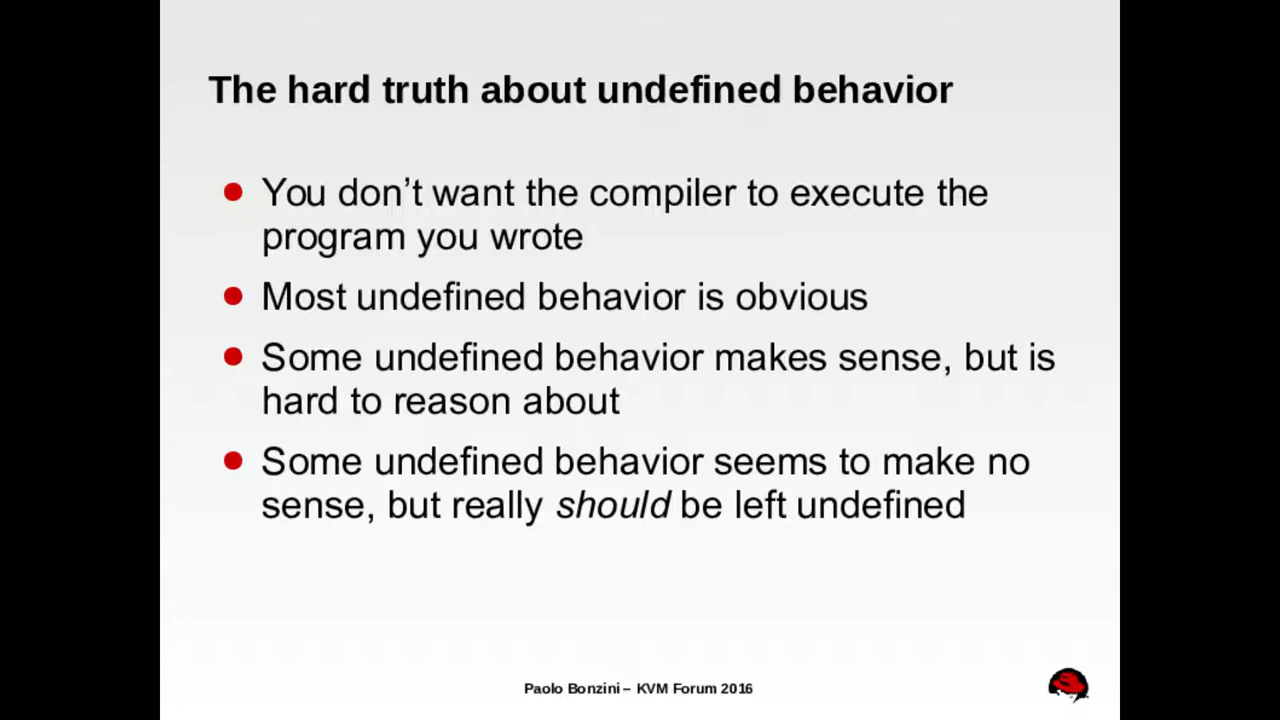 The hard truth about undefined behavior
You don’t want the compiler to execute the
program you wrote
Most undefined behavior is obvious
Some undefined behavior makes sense, but is
hard to reason about
Some undefined behavior seems to make no
sense, but really should be left undefined
Paolo Bonzini – KVM Forum 2016